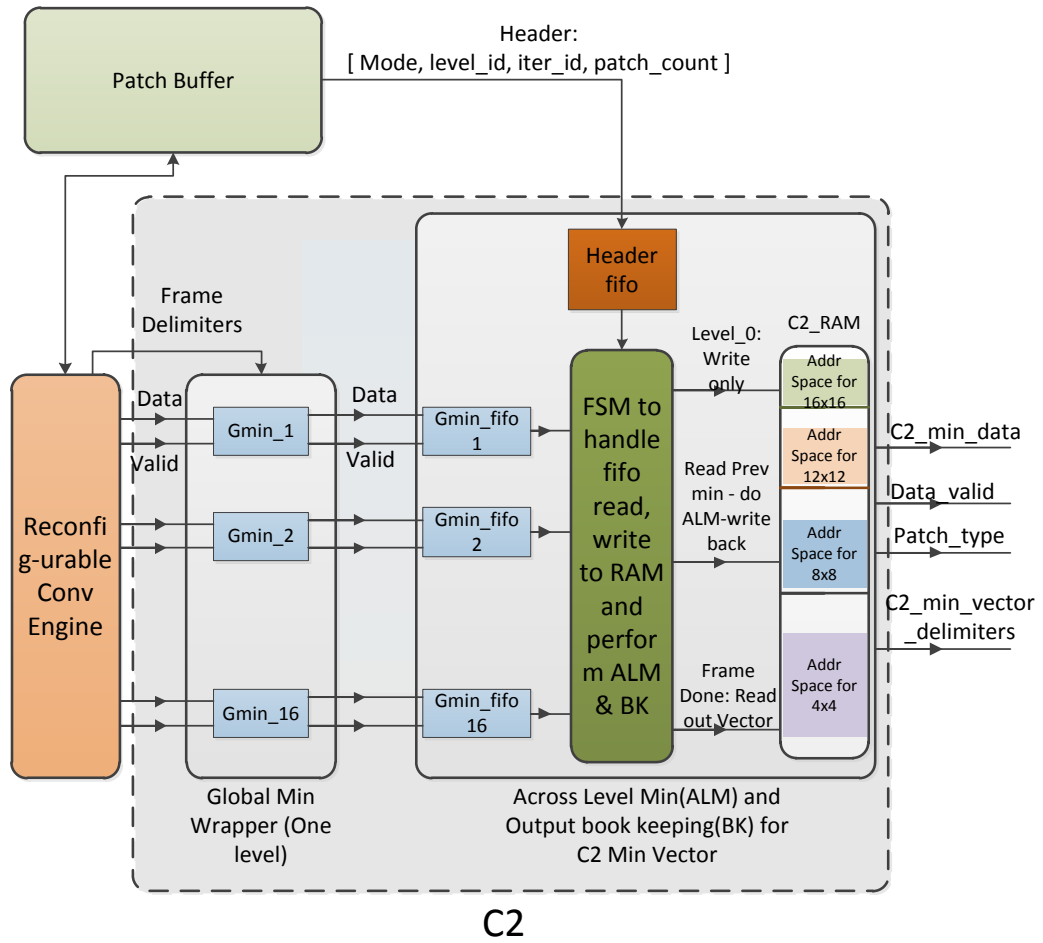 Header:
[ Mode, level_id, iter_id, patch_count ]
Patch Buffer
Header
fifo
Frame
Delimiters
C2_RAM
Level_0:
Write
only
Addr
Space for
16x16
Data
Data
Gmin_1
Gmin_fifo
1
Valid
Valid
FSM to
handle
fifo
read,
write
to RAM
and
perfor
m ALM
& BK
Addr
Space for
12x12
C2_min_data
Read Prev
min - do
ALM-write
back
Data_valid
Reconfi
g-urable
Conv
Engine
Gmin_2
Gmin_fifo
2
Addr
Space for
8x8
Patch_type
C2_min_vector
_delimiters
Gmin_16
Gmin_fifo
16
Frame
Done: Read
out Vector
Addr
Space for
4x4
Global Min
Wrapper (One
level)
Across Level Min(ALM) and
Output book keeping(BK) for
C2 Min Vector
C2